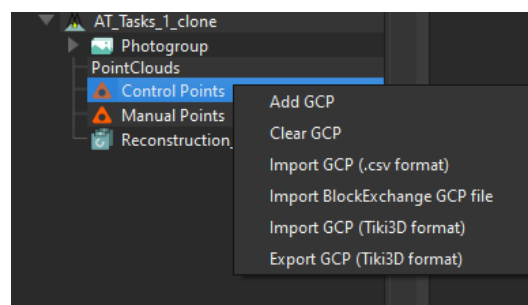 AT_Tasks_1_clone
Photogroup
PointClouds
Control Points
Manual Points
Reconstruction_
Add GCP
Clear GCP
Import GCP (.csv format)
Import BlockExchange GCP file
Import GCP (Tiki3D format)
Export GCP (Tiki3D format)